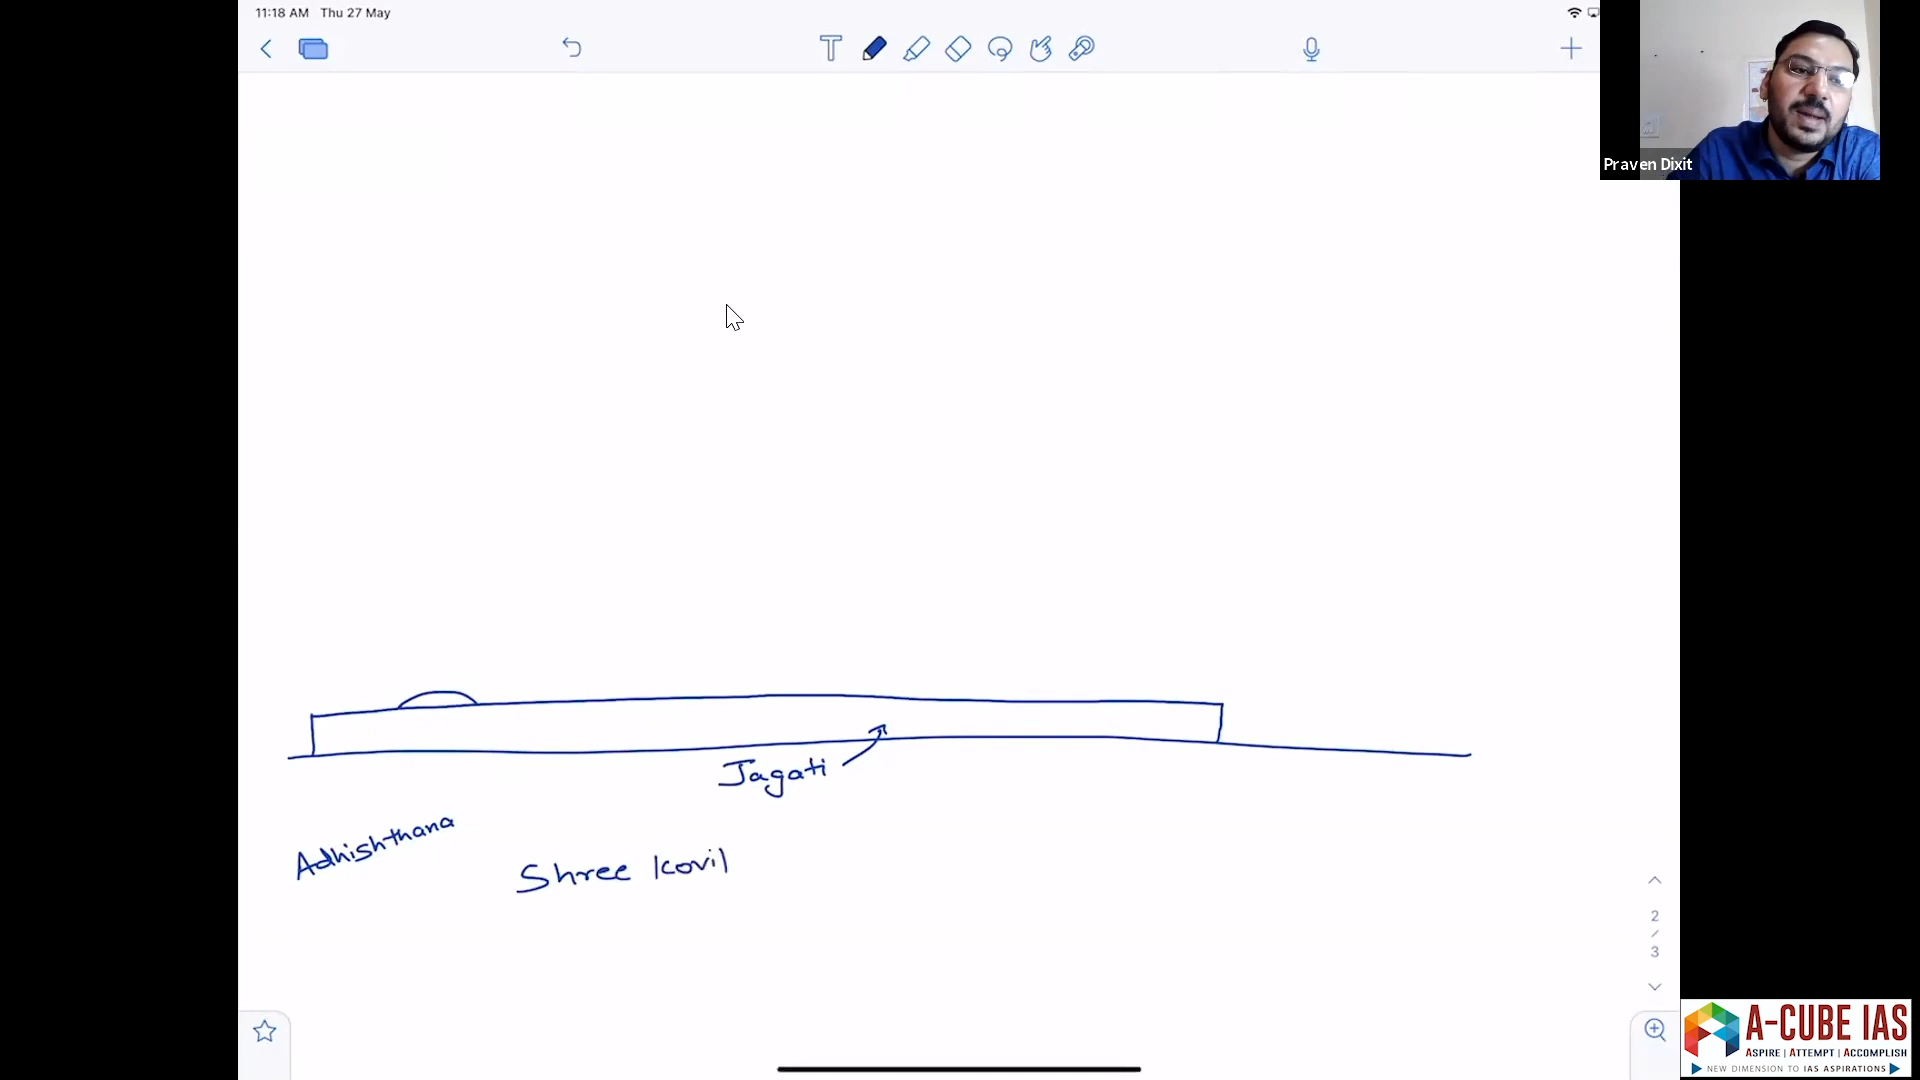 11:18 AM Thu 27 May
Praven Dixit
Jagati
Adhishthana
Shree Kovil
2
/
3
A-CUBE IAS
ASPIRE | ATTEMPT | ACCOMPLISH
NEW DIMENSION TO IAS ASPIRATIONS